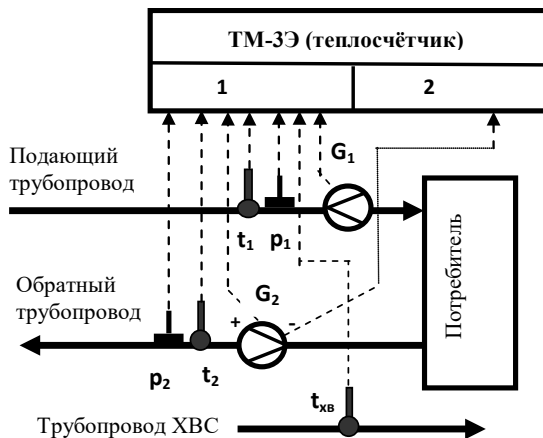 ТМ-3Э (теплосчётчик)
1
2
Подающий
трубопровод
G1
t1
p1
Потребитель
Обратный
трубопровод
G2
+
-
p2
t2
tхв
Трубопровод ХВС